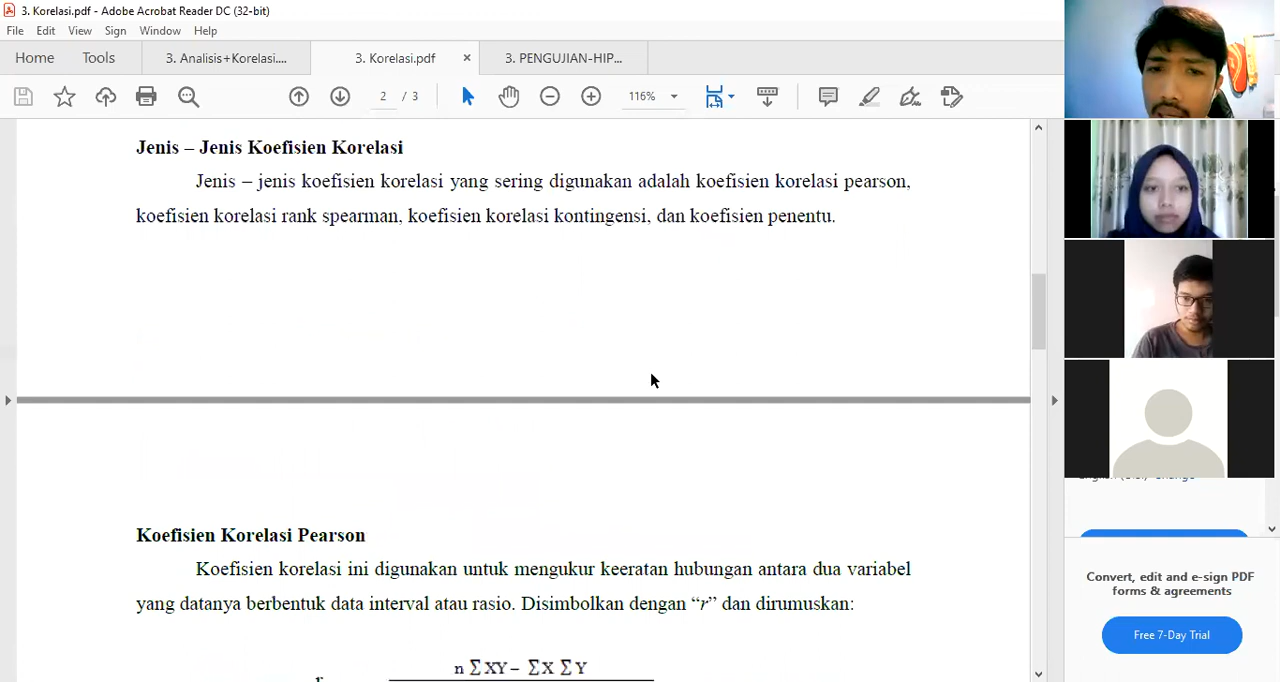 3. Korelasi.pdf - Adobe Acrobat Reader DC (32-bit)
File Edit View Sign Window Help
Home Tools 3. Analisis+Korelasi.... 3. Korelasi.pdf × 3. PENGUJIAN-HIP...
2 / 3 116%
Jenis – Jenis Koefisien Korelasi
Jenis – jenis koefisien korelasi yang sering digunakan adalah koefisien korelasi pearson,
koefisien korelasi rank spearman, koefisien korelasi kontingensi, dan koefisien penentu.
Koefisien Korelasi Pearson
Koefisien korelasi ini digunakan untuk mengukur keeratan hubungan antara dua variabel
yang datanya berbentuk data interval atau rasio. Disimbolkan dengan “r” dan dirumuskan:
n ∑XY – ∑X ∑Y
Convert, edit and e-sign PDF
forms & agreements
Free 7-Day Trial